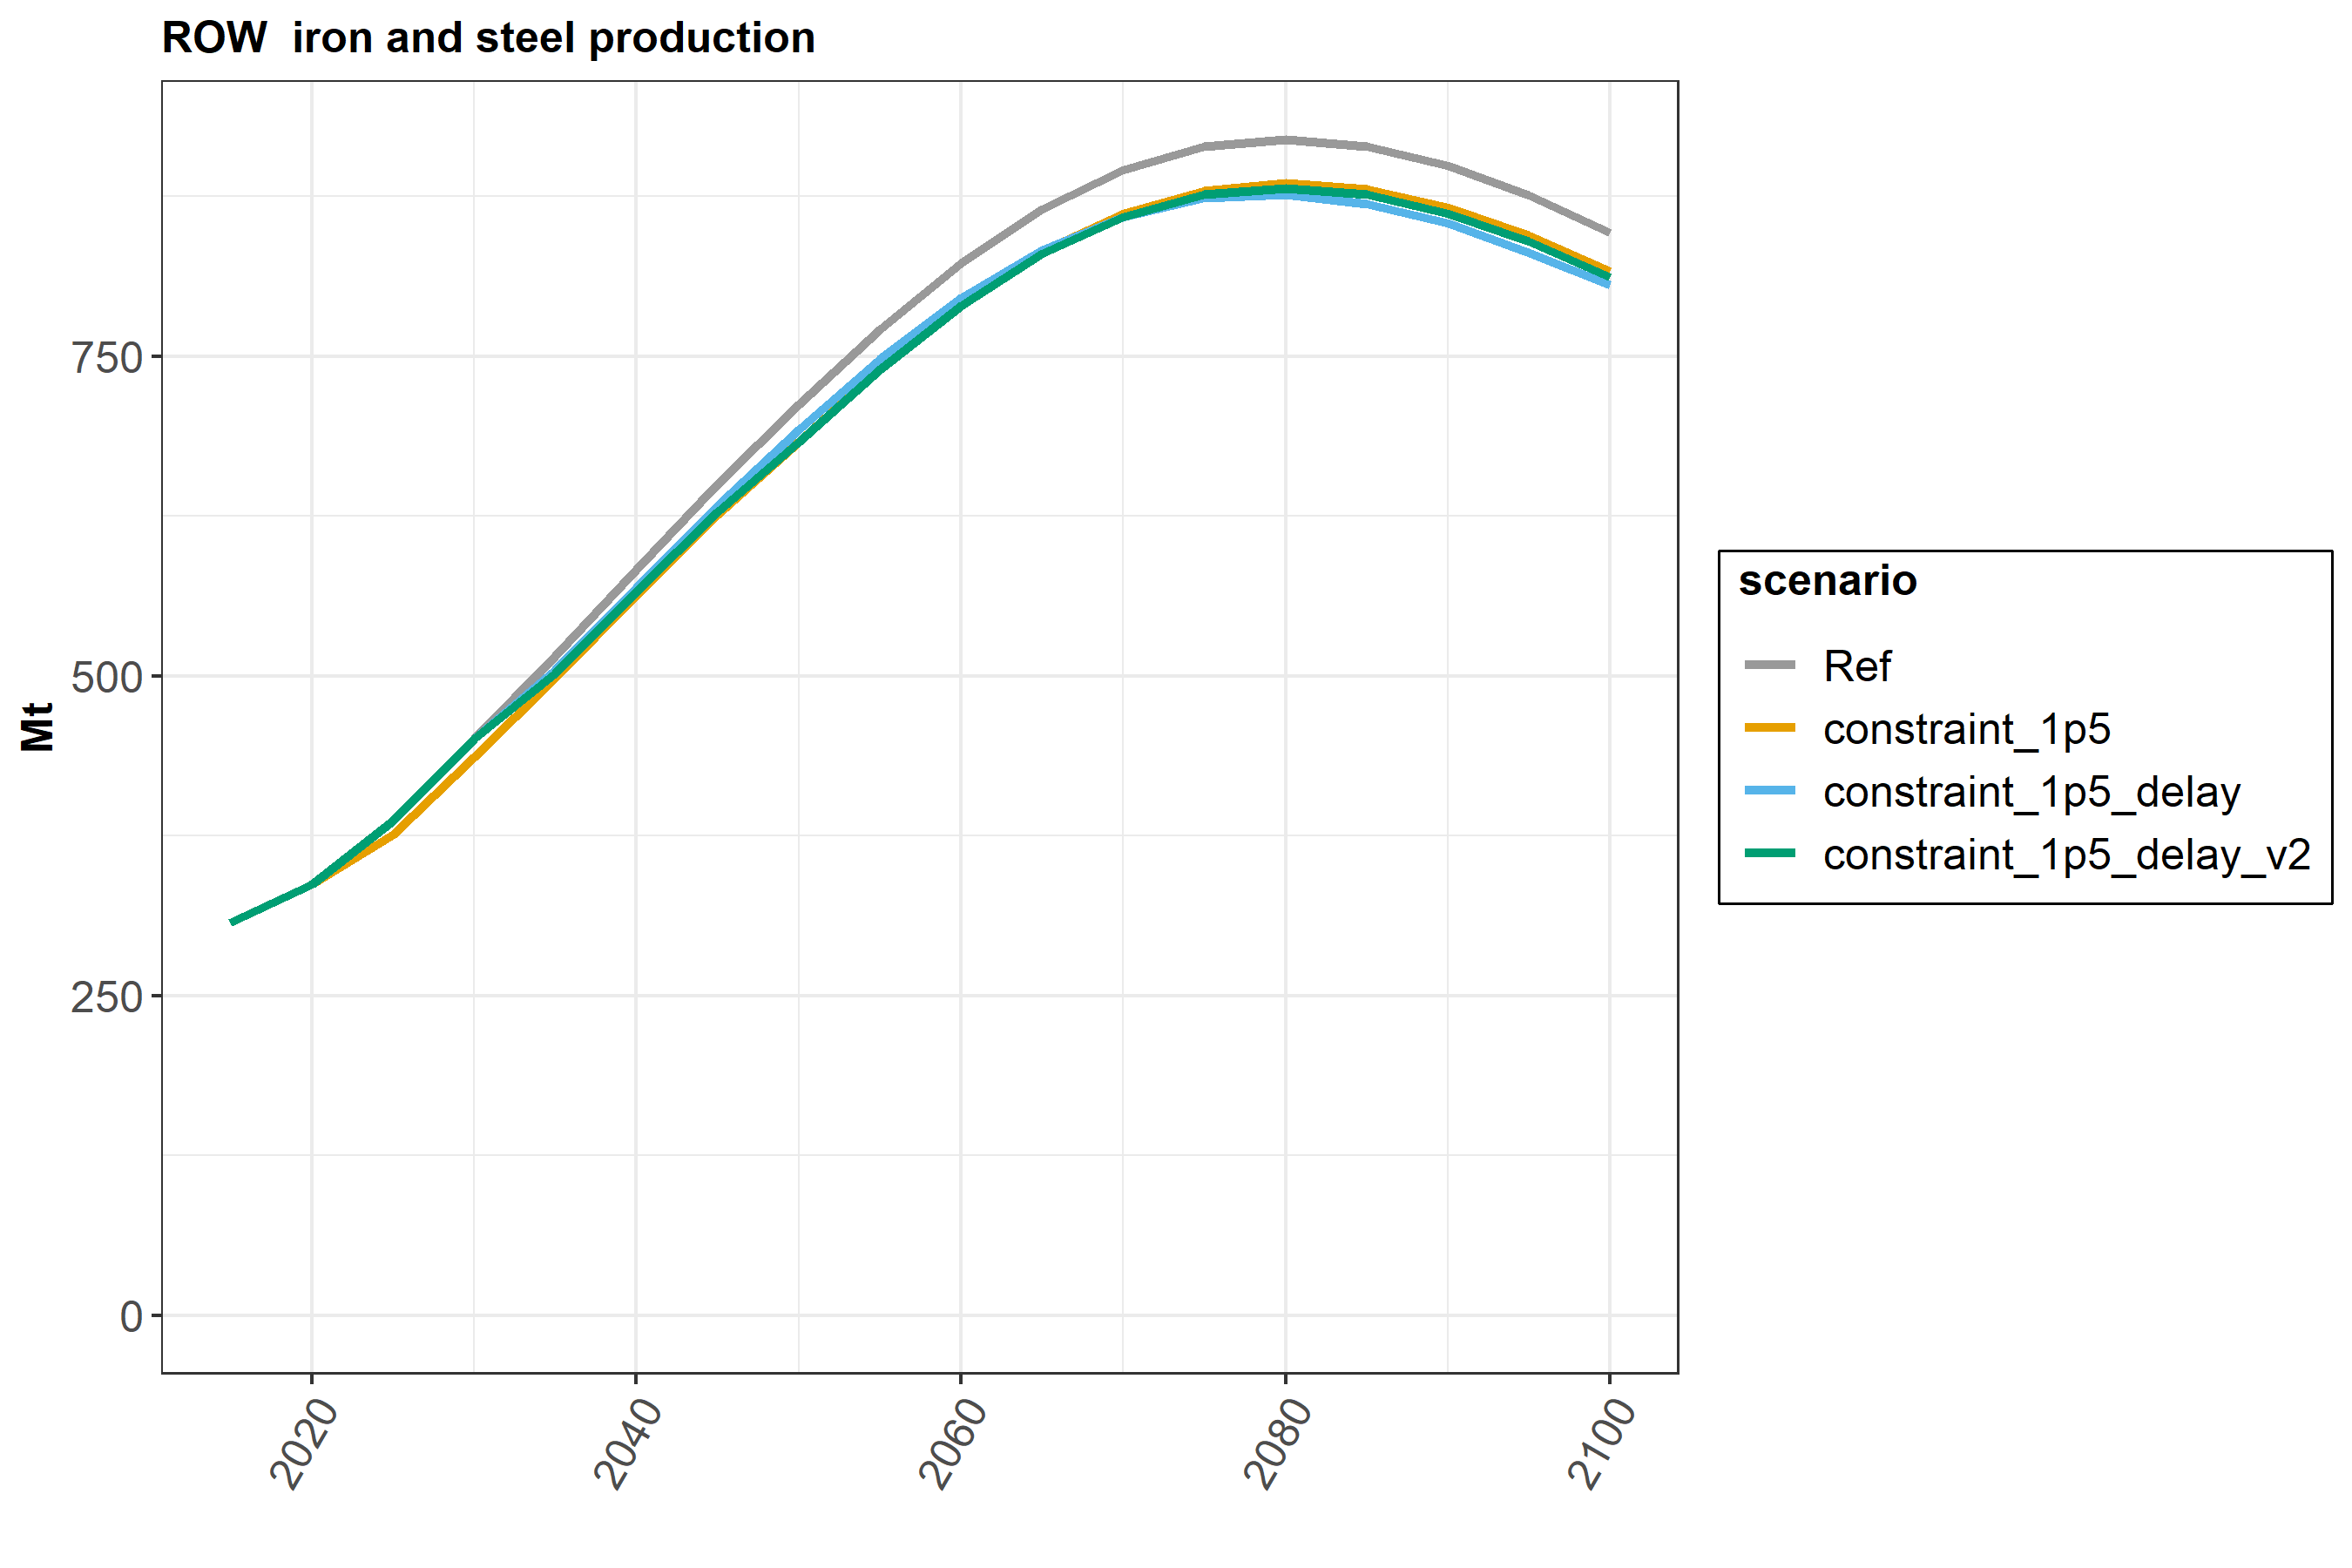 ROW  iron and steel production
Mt
750
500
250
0
2020
2040
2060
2080
2100
scenario
Ref
constraint_1p5
constraint_1p5_delay
constraint_1p5_delay_v2